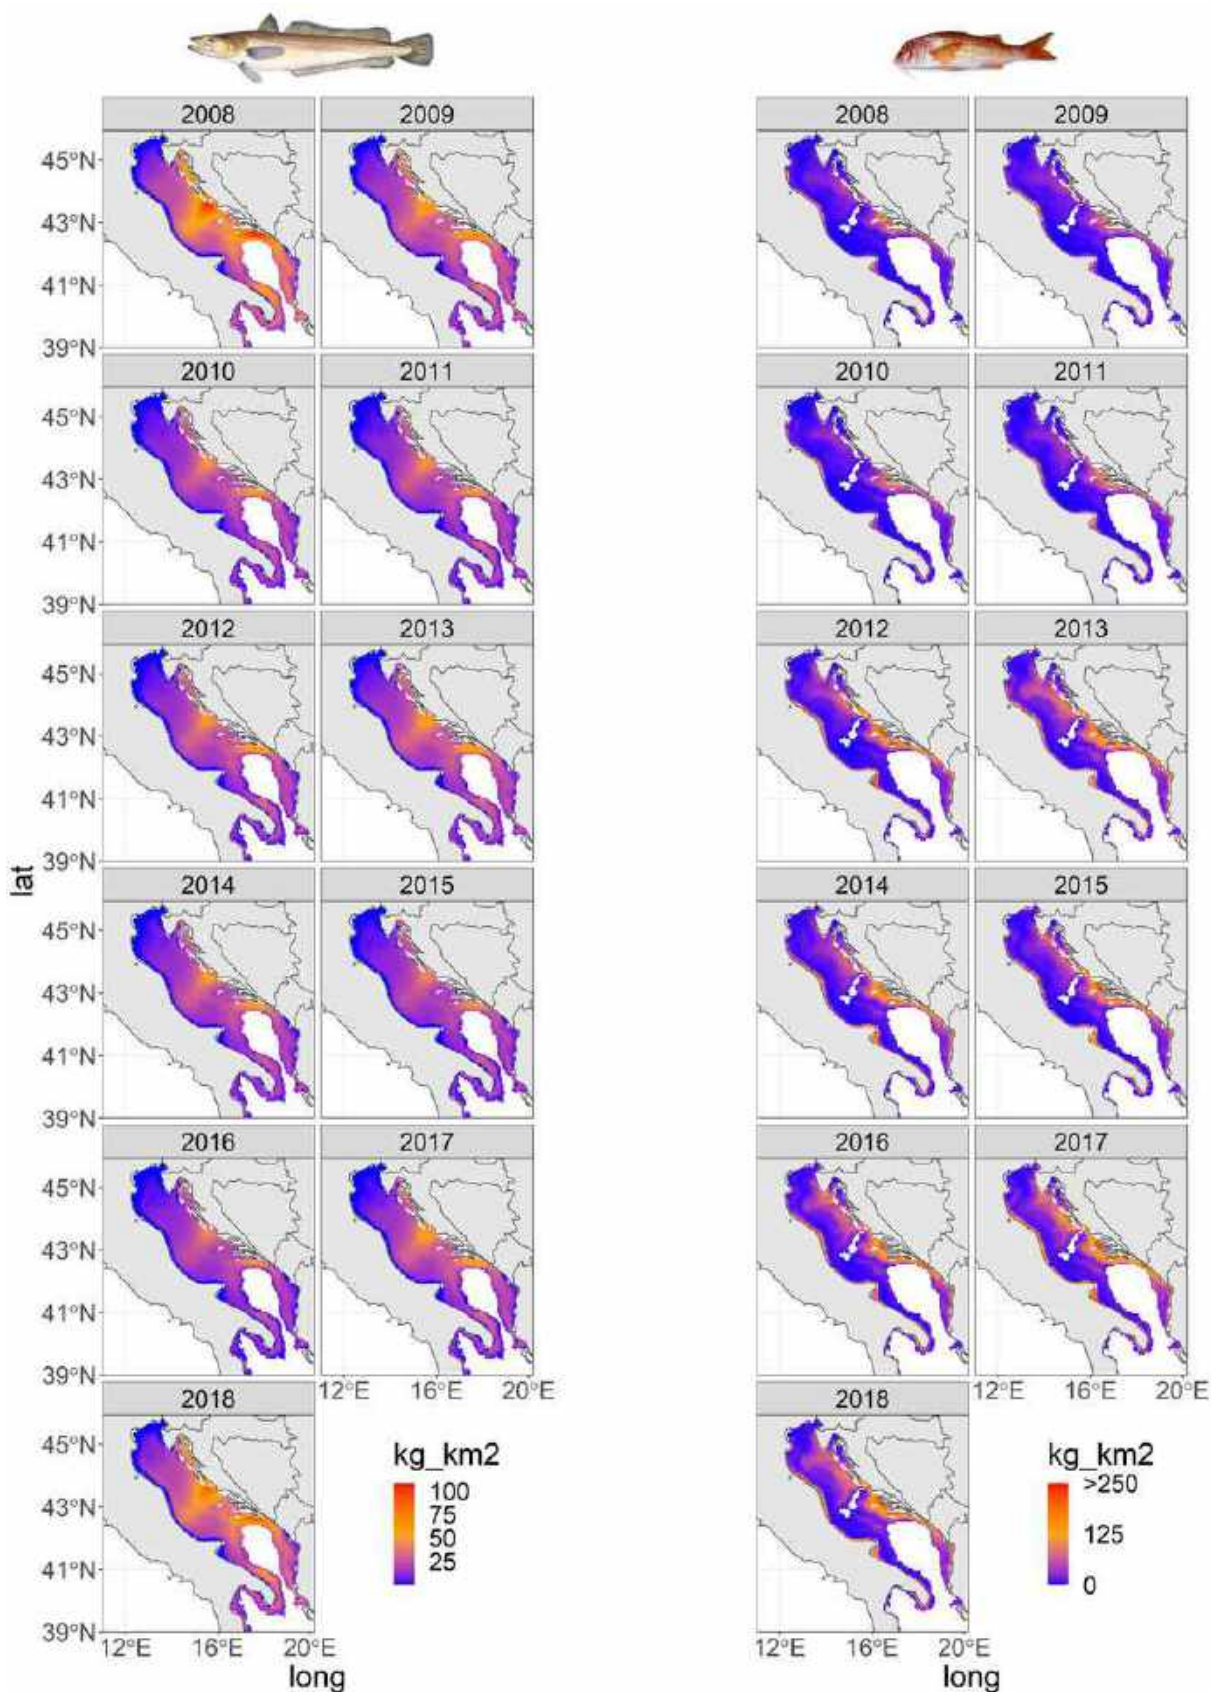 2008 2009 2008 2009
45°N
43°N
41°N
39°N
2010 2011 2010 2011
45°N
43°N
41°N
39°N
2012 2013 2012 2013
45°N
43°N
41°N
39°N
lat
2014 2015 2014 2015
45°N
43°N
41°N
39°N
2016 2017 2016 2017
45°N
43°N
41°N
39°N
12°E 16°E 20°E 12°E 16°E 20°E
2018 2018
45°N
43°N
41°N
39°N
kg_km2 kg_km2
100 >250
75
50 125
25
0
12°E 16°E 20°E 12°E 16°E 20°E
long long